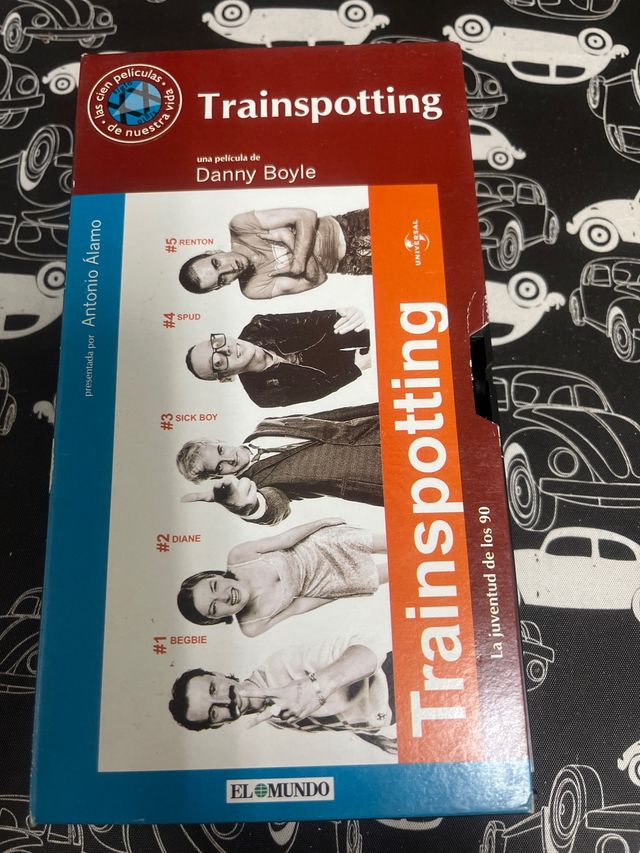 las cien películas
de nuestra vida
Trainspotting
una película de
Danny Boyle
presentada por Antonio Álamo
#5 RENTON
#4 SPUD
#3 SICK BOY
#2 DIANE
#1 BEGBIE
UNIVERSAL
Trainspotting
La juventud de los 90
EL MUNDO